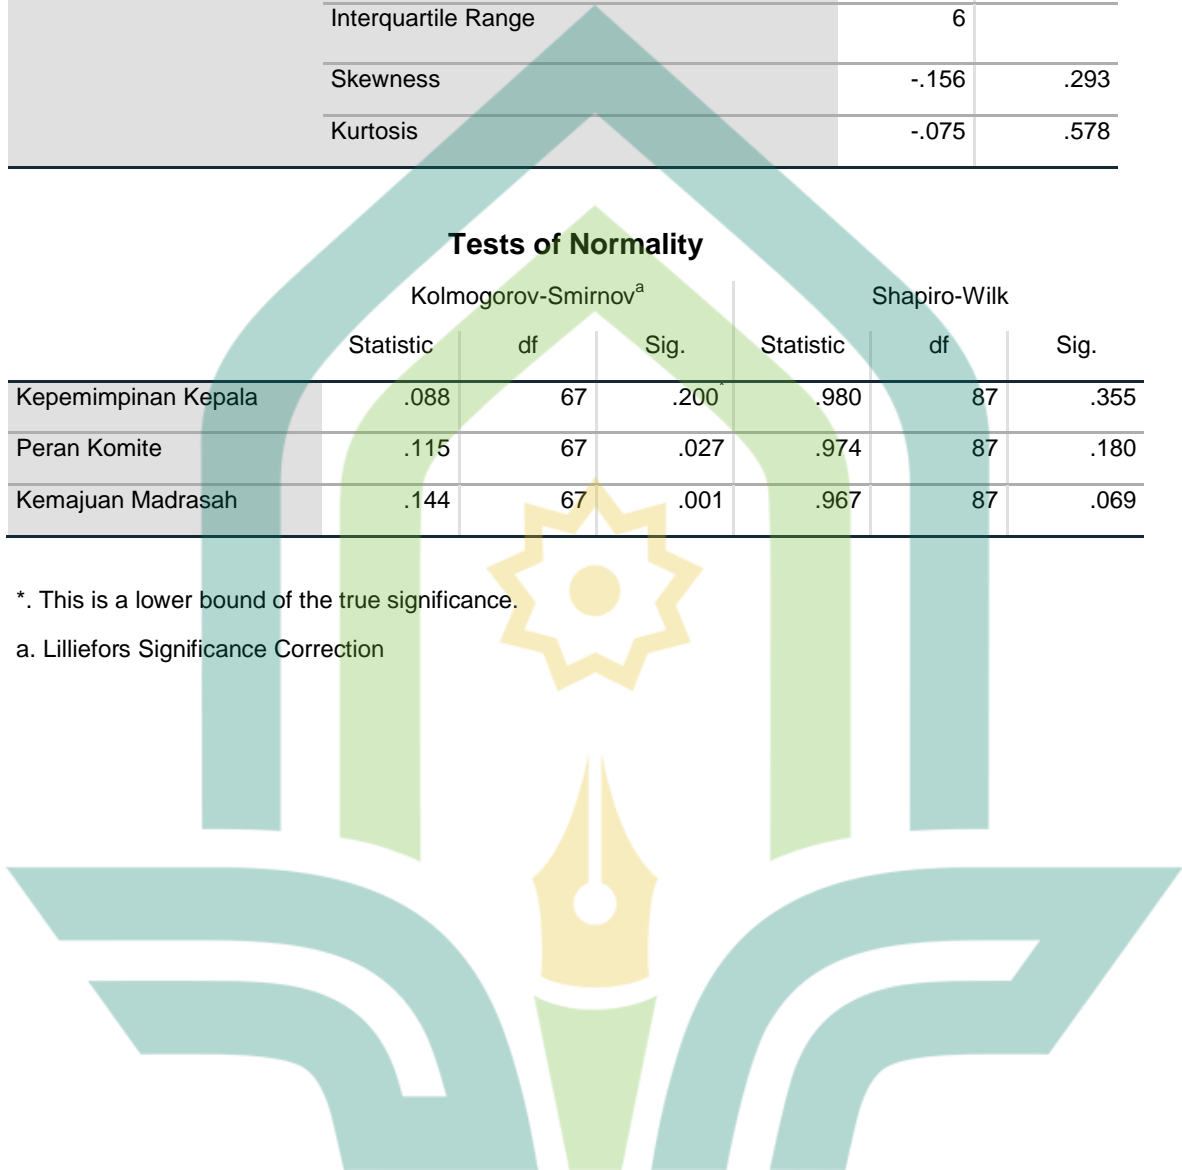 Interquartile Range 6
Skewness -.156 .293
Kurtosis -.075 .578
Tests of Normality
Kolmogorov-Smirnovᵃ Shapiro-Wilk
Statistic df Sig. Statistic df Sig.
Kepemimpinan Kepala .088 67 .200* .980 87 .355
Peran Komite .115 67 .027 .974 87 .180
Kemajuan Madrasah .144 67 .001 .967 87 .069
*. This is a lower bound of the true significance.
a. Lilliefors Significance Correction